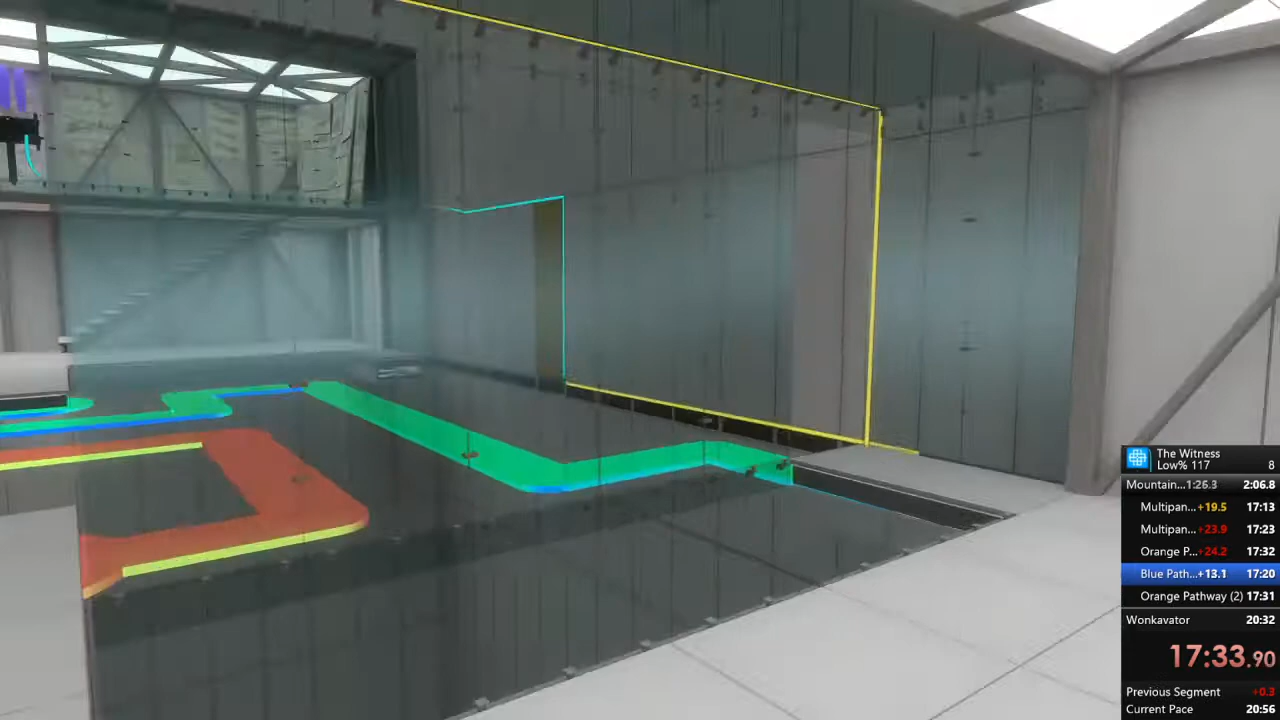 The Witness
Low% 117 8
Mountain...1:26.3 2:06.8
Multipan... +19.5 17:13
Multipan... +23.9 17:23
Orange P... +24.2 17:32
Blue Path... +13.1 17:20
Orange Pathway (2) 17:31
Wonkavator 20:32
17:33.90
Previous Segment +0.3
Current Pace 20:56